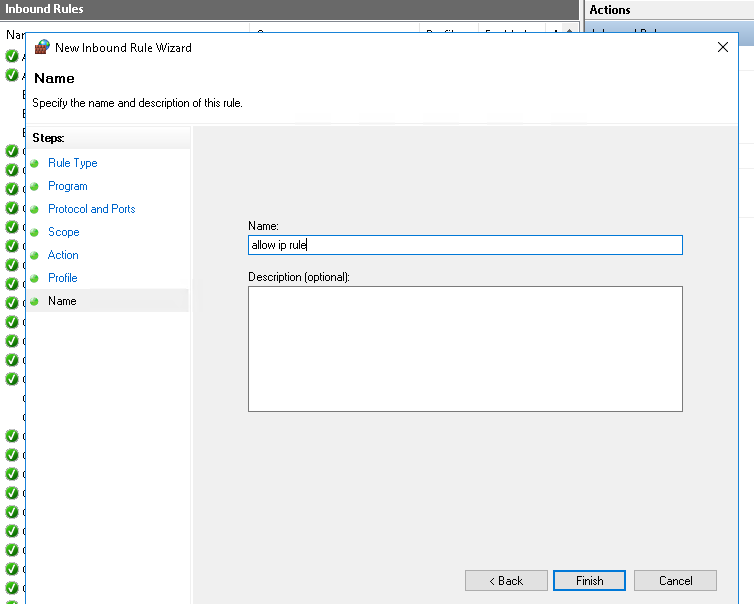 Inbound Rules
Actions
New Inbound Rule Wizard
Name
Specify the name and description of this rule.
Steps:
Rule Type
Program
Protocol and Ports
Scope
Action
Profile
Name
Name:
allow ip rule
Description (optional):
< Back
Finish
Cancel